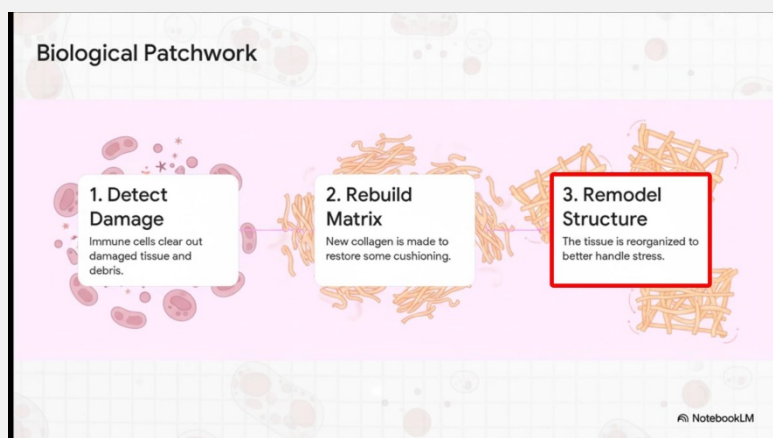 Biological Patchwork
1. Detect
Damage
Immune cells clear out
damaged tissue and
debris.
2. Rebuild
Matrix
New collagen is made to
restore some cushioning.
3. Remodel
Structure
The tissue is reorganized to
better handle stress.
NotebookLM